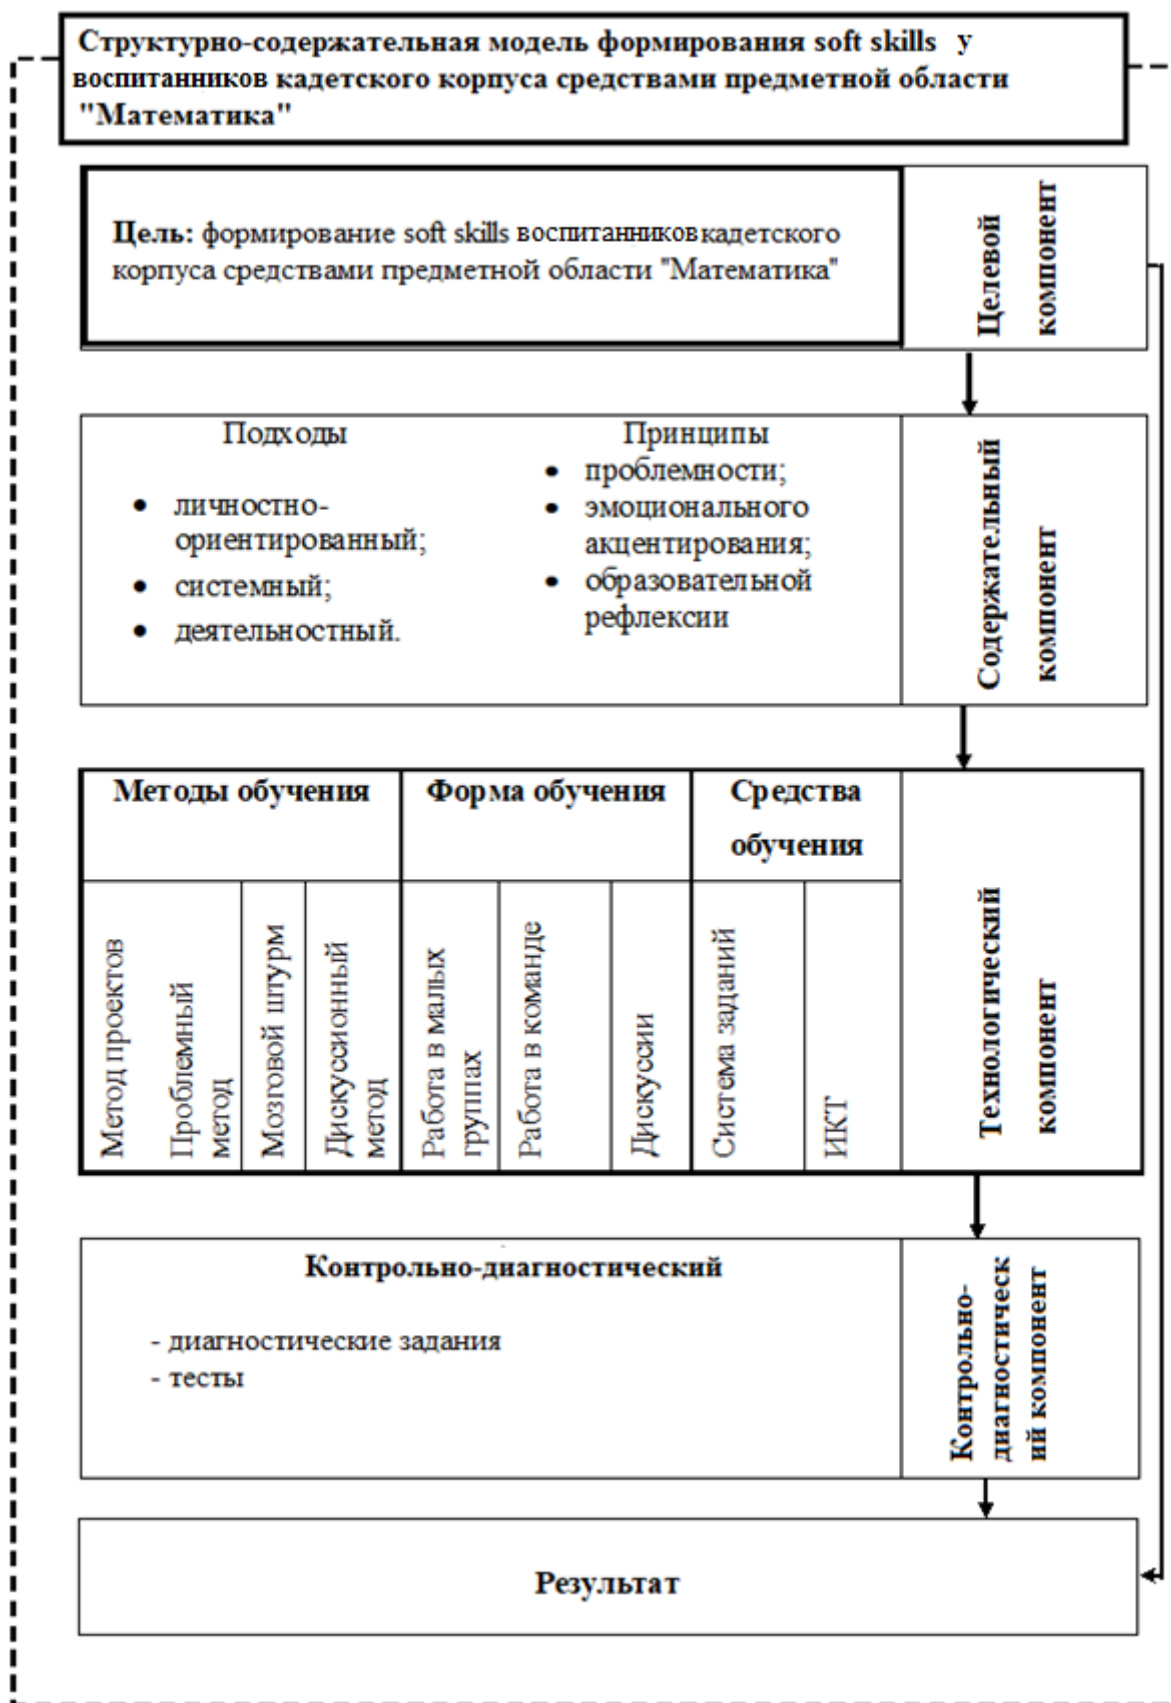 Структурно-содержательная модель формирования soft skills у
воспитанников кадетского корпуса средствами предметной области
"Математика"
Цель: формирование soft skills воспитанников кадетского
корпуса средствами предметной области "Математика"
Целевой
компонент
Подходы
личностно-
ориентированный;
системный;
деятельностный.
Принципы
проблемности;
эмоционального
акцентирования;
образовательной
рефлексии
Содержательный
компонент
Методы обучения
Форма обучения
Средства
обучения
Метод проектов
Проблемный
метод
Мозговой штурм
Дискуссионный
метод
Работа в малых
группах
Работа в команде
Дискуссии
Система заданий
ИКТ
Технологический
компонент
Контрольно-диагностический
- диагностические задания
- тесты
Контрольно-
диагностическ
ий компонент
Результат